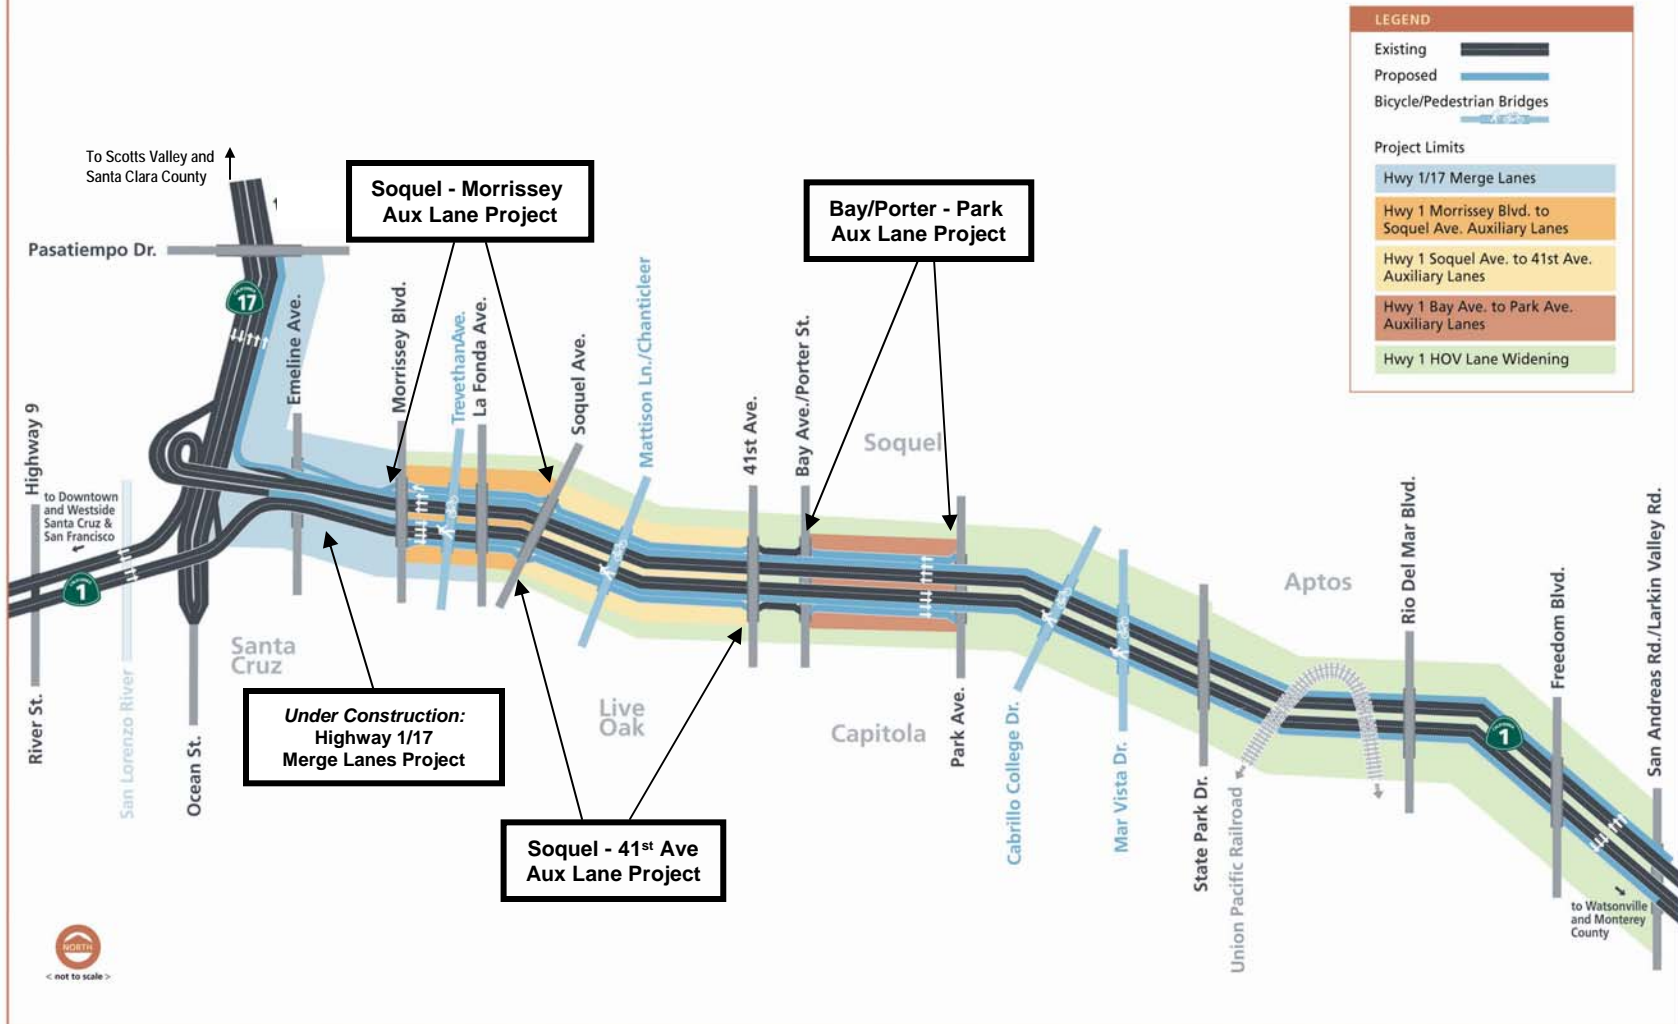 LEGEND
Existing
Proposed
Bicycle/Pedestrian Bridges
Project Limits
Hwy 1/17 Merge Lanes
Hwy 1 Morrissey Blvd. to
Soquel Ave. Auxiliary Lanes
Hwy 1 Soquel Ave. to 41st Ave.
Auxiliary Lanes
Hwy 1 Bay Ave. to Park Ave.
Auxiliary Lanes
Hwy 1 HOV Lane Widening
To Scotts Valley and
Santa Clara County
Soquel - Morrissey
Aux Lane Project
Bay/Porter - Park
Aux Lane Project
Pasatiempo Dr.
CALIFORNIA
17
Emeline Ave.
Morrissey Blvd.
TrevethanAve.
La Fonda Ave.
Soquel Ave.
Mattison Ln./Chanticleer
41st Ave.
Bay Ave./Porter St.
Soquel
Highway 9
to Downtown
and Westside
Santa Cruz &
San Francisco
CALIFORNIA
1
Santa
Cruz
River St.
San Lorenzo River
Ocean St.
Under Construction:
Highway 1/17
Merge Lanes Project
Live
Oak
Capitola
Park Ave.
Soquel - 41st Ave
Aux Lane Project
Cabrillo College Dr.
Mar Vista Dr.
State Park Dr.
Union Pacific Railroad
Aptos
Rio Del Mar Blvd.
CALIFORNIA
1
Freedom Blvd.
San Andreas Rd./Larkin Valley Rd.
to Watsonville
and Monterey
County
NORTH
< not to scale >